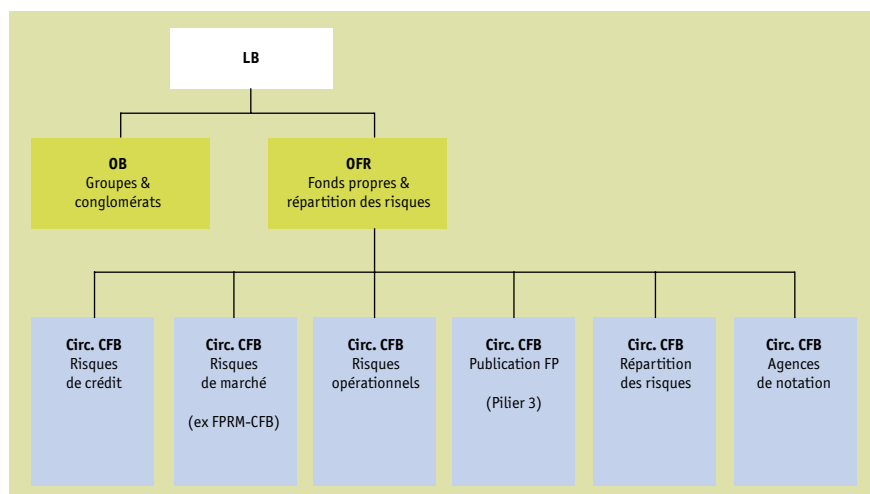 LB
OB
Groupes &
conglomérats
OFR
Fonds propres &
répartition des risques
Circ. CFB
Risques
de crédit
Circ. CFB
Risques
de marché
(ex FPRM-CFB)
Circ. CFB
Risques
opérationnels
Circ. CFB
Publication FP
(Pilier 3)
Circ. CFB
Répartition
des risques
Circ. CFB
Agences
de notation